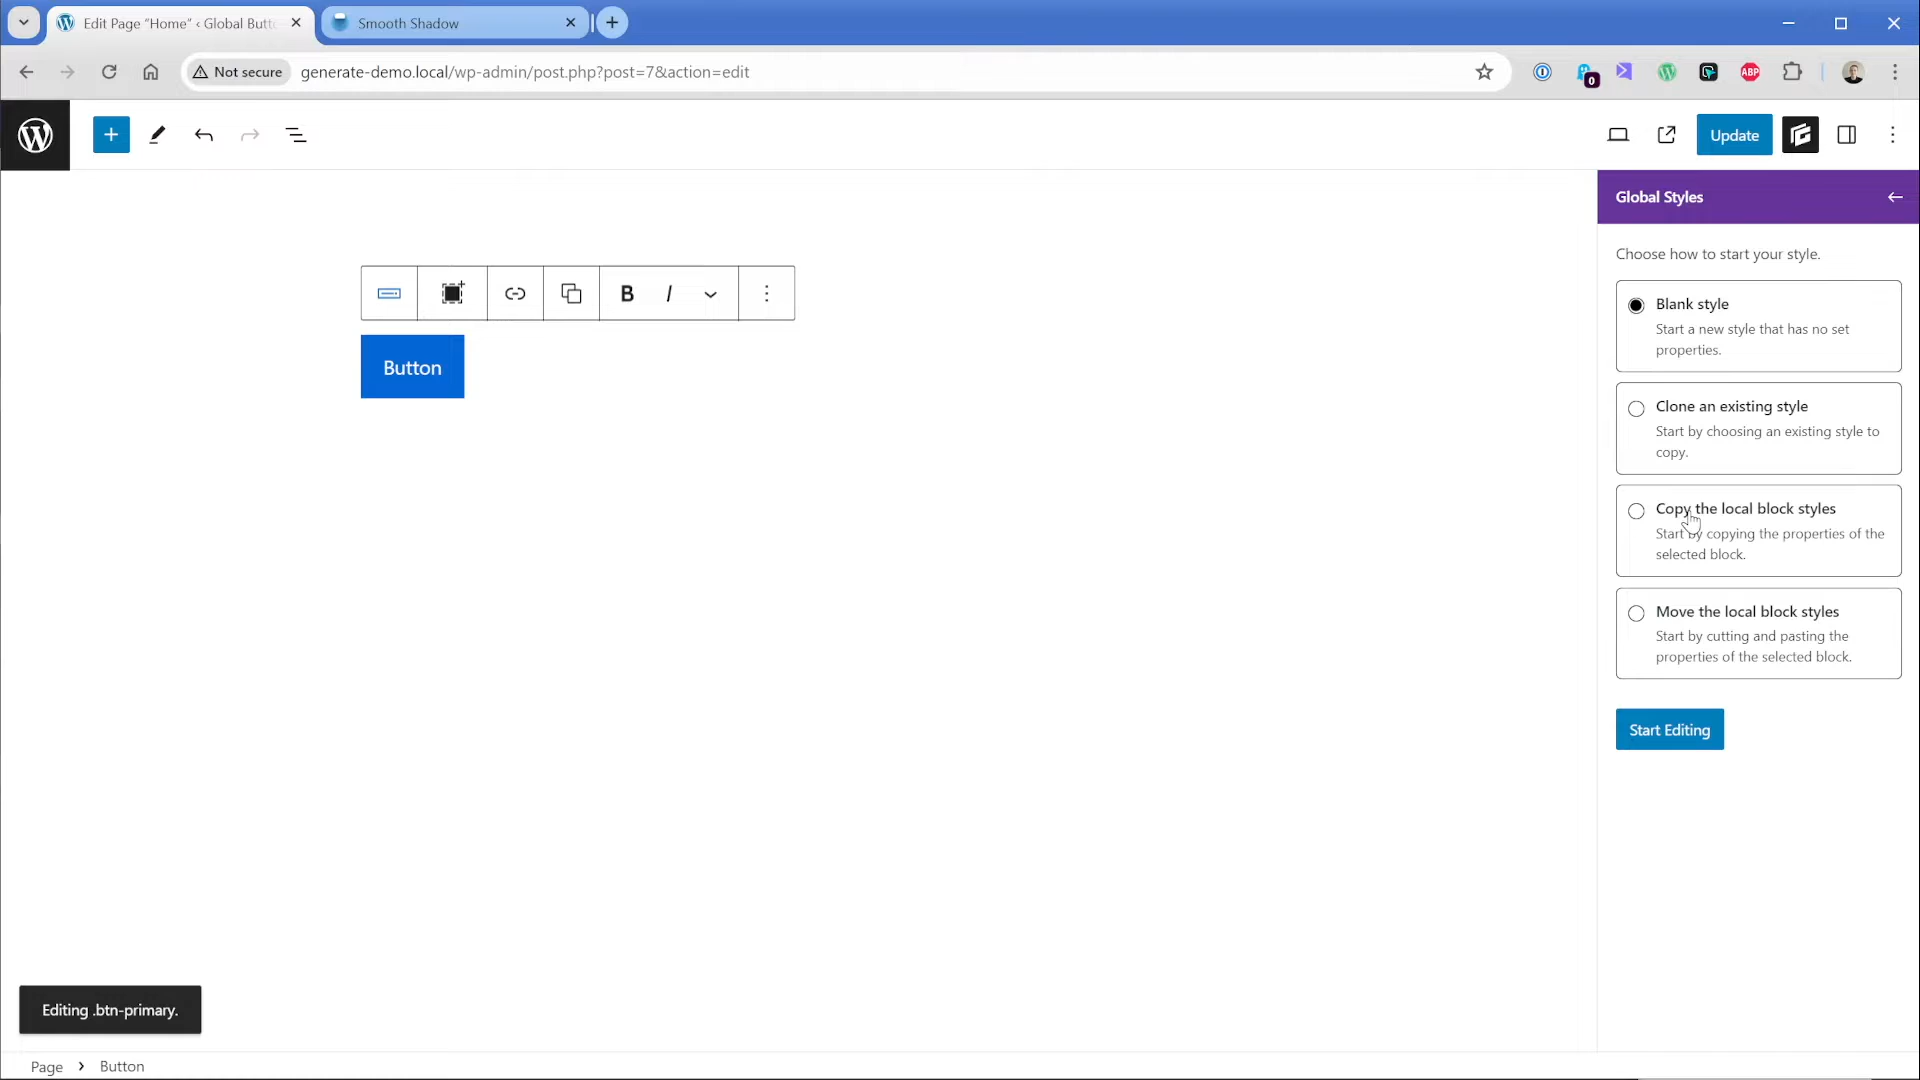 Edit Page “Home” ‹ Global Butt
Smooth Shadow
Not secure
generate-demo.local/wp-admin/post.php?post=7&action=edit
0
ABP
Update
Global Styles
Choose how to start your style.
B
I
Blank style
Start a new style that has no set
properties.
Button
Clone an existing style
Start by choosing an existing style to
copy.
Copy the local block styles
Start by copying the properties of the
selected block.
Move the local block styles
Start by cutting and pasting the
properties of the selected block.
Start Editing
Editing .btn-primary.
Page
Button